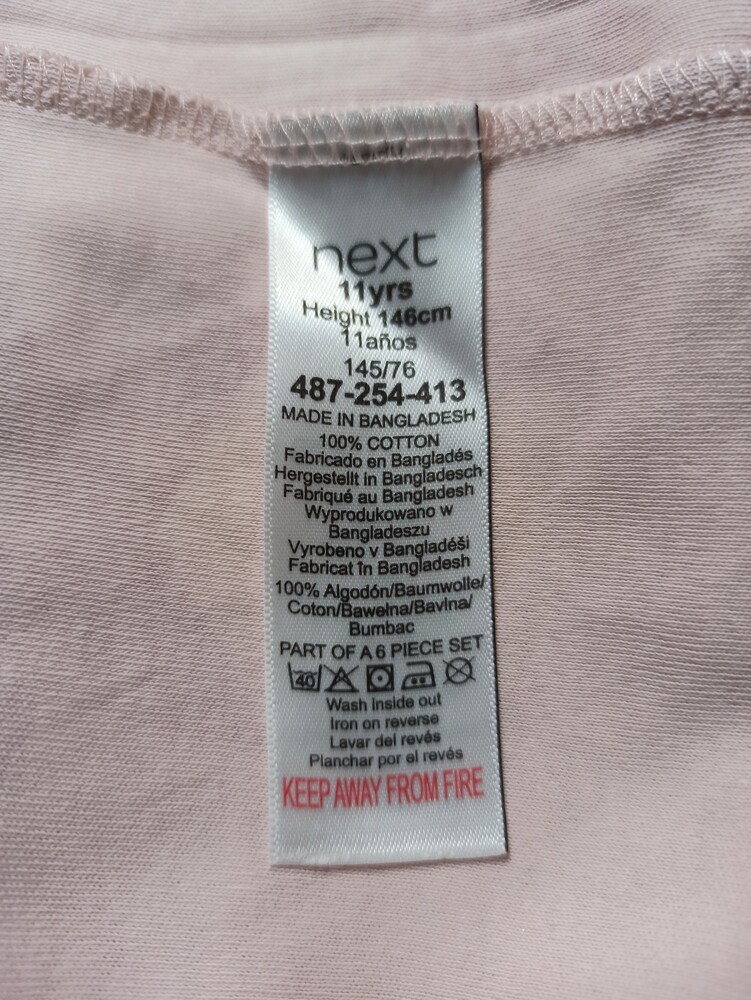 next
11yrs
Height 146cm
11años
145/76
487-254-413
MADE IN BANGLADESH
100% COTTON
Fabricado en Bangladés
Hergestellt in Bangladesch
Fabriqué au Bangladesh
Wyprodukowano w
Bangladeszu
Vyrobeno v Bangladéši
Fabricat în Bangladesh
100% Algodón/Baumwolle/
Coton/Bawełna/Bavlna/
Bumbac
PART OF A 6 PIECE SET
40
Wash inside out
Iron on reverse
Lavar del revés
Planchar por el revés
KEEP AWAY FROM FIRE